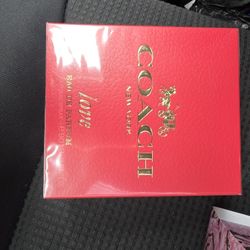 COACH
NEW YORK
love
EAU DE PARFUM